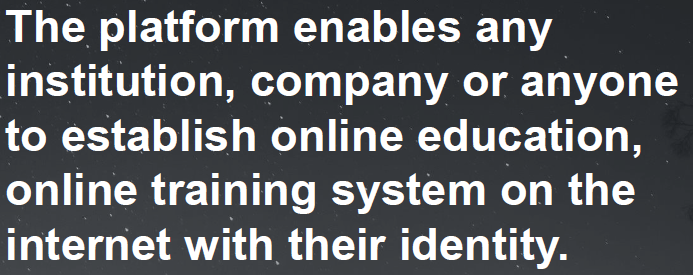 The platform enables any
institution, company or anyone
to establish online education,
online training system on the
internet with their identity.